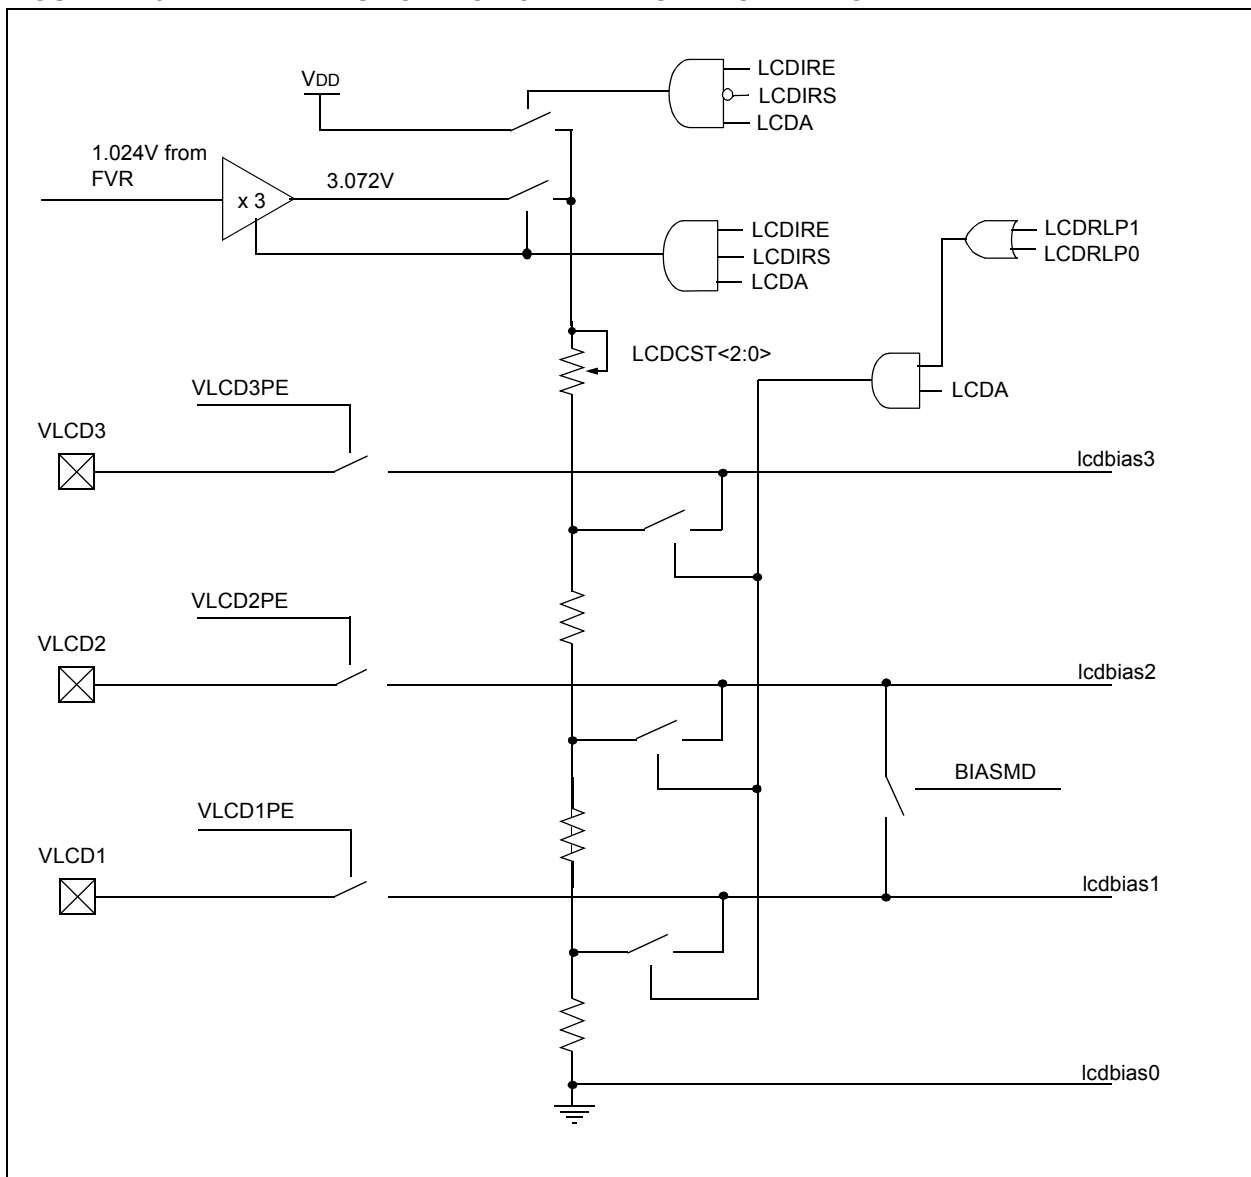 VDD
LCDIRE
LCDIRS
LCDA
1.024V from
FVR
x 3
3.072V
LCDIRE
LCDIRS
LCDA
LCDRLP1
LCDRLP0
LCDCST<2:0>
LCDA
VLCD3PE
VLCD3
lcdbias3
VLCD2PE
VLCD2
lcdbias2
BIASMD
VLCD1PE
VLCD1
lcdbias1
lcdbias0